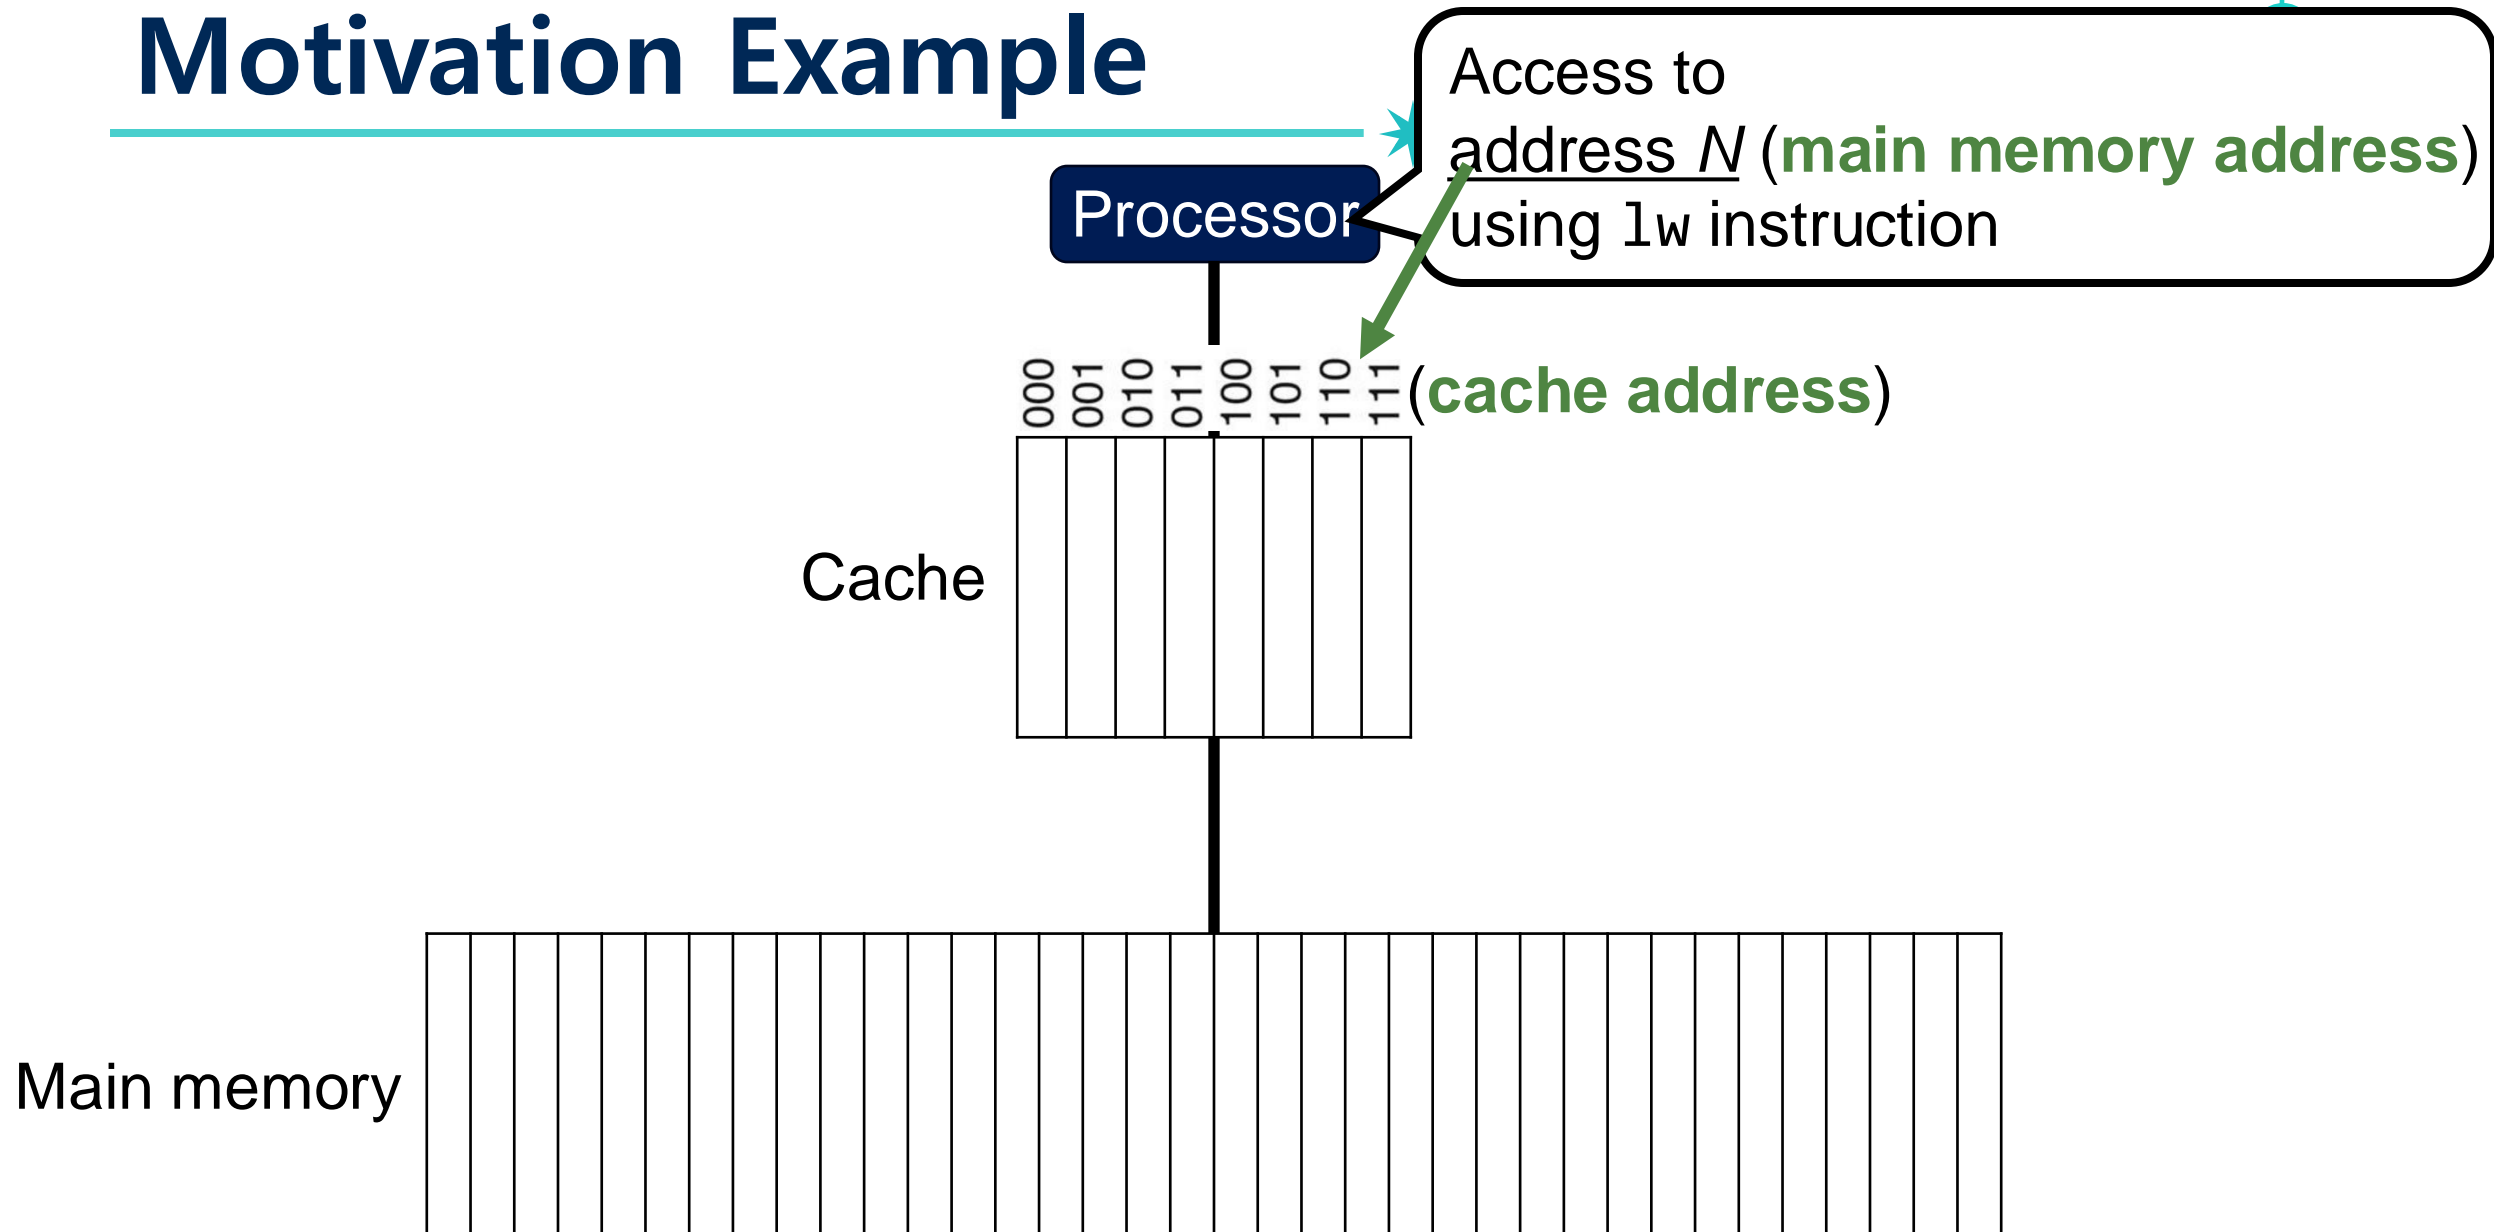 Motivation Example
Access to
address N (main memory address)
using lw instruction
Processor
000 001 010 011 100 101 110 111 (cache address)
Cache
Main memory